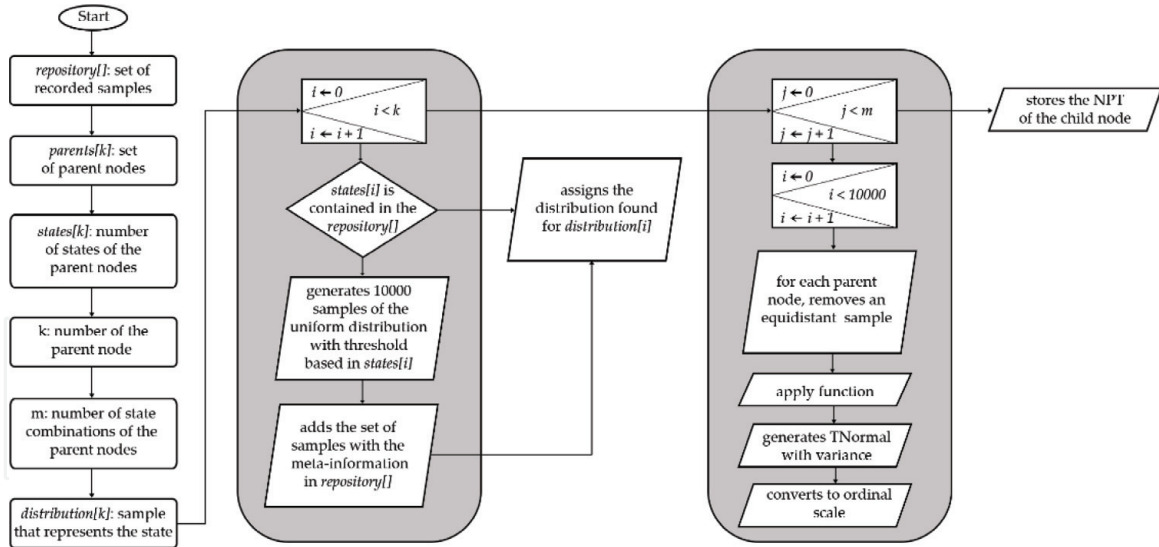 Start
repository[]: set of
recorded samples
parents[k]: set
of parent nodes
states[k]: number
of states of the
parent nodes
k: number of the
parent node
m: number of state
combinations of the
parent nodes
distribution[k]: sample
that represents the state
i ← 0
i < k
i ← i + 1
states[i] is
contained in the
repository[]
generates 10000
samples of the
uniform distribution
with threshold
based in states[i]
adds the set of
samples with the
meta-information
in repository[]
assigns the
distribution found
for distribution[i]
j ← 0
j < m
j ← j + 1
i ← 0
i < 10000
i ← i + 1
for each parent
node, removes an
equidistant sample
apply function
generates TNormal
with variance
converts to ordinal
scale
stores the NPT
of the child node